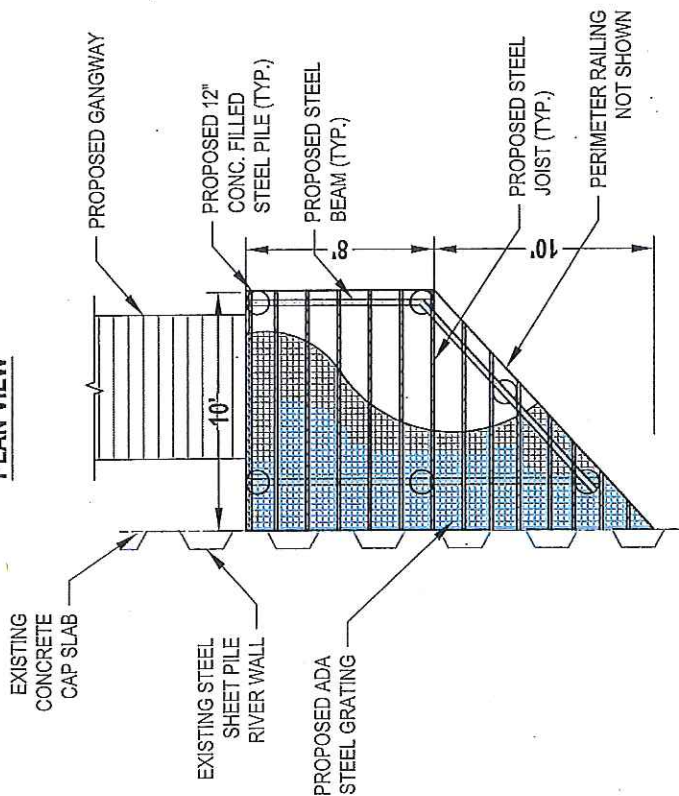 PLAN VIEW
PROPOSED GANGWAY
PROPOSED 12"
CONC. FILLED
STEEL PILE (TYP.)
PROPOSED STEEL
BEAM (TYP.)
PROPOSED STEEL
JOIST (TYP.)
PERIMETER RAILING
NOT SHOWN
8'
10'
10'
EXISTING
CONCRETE
CAP SLAB
EXISTING STEEL
SHEET PILE
RIVER WALL
PROPOSED ADA
STEEL GRATING